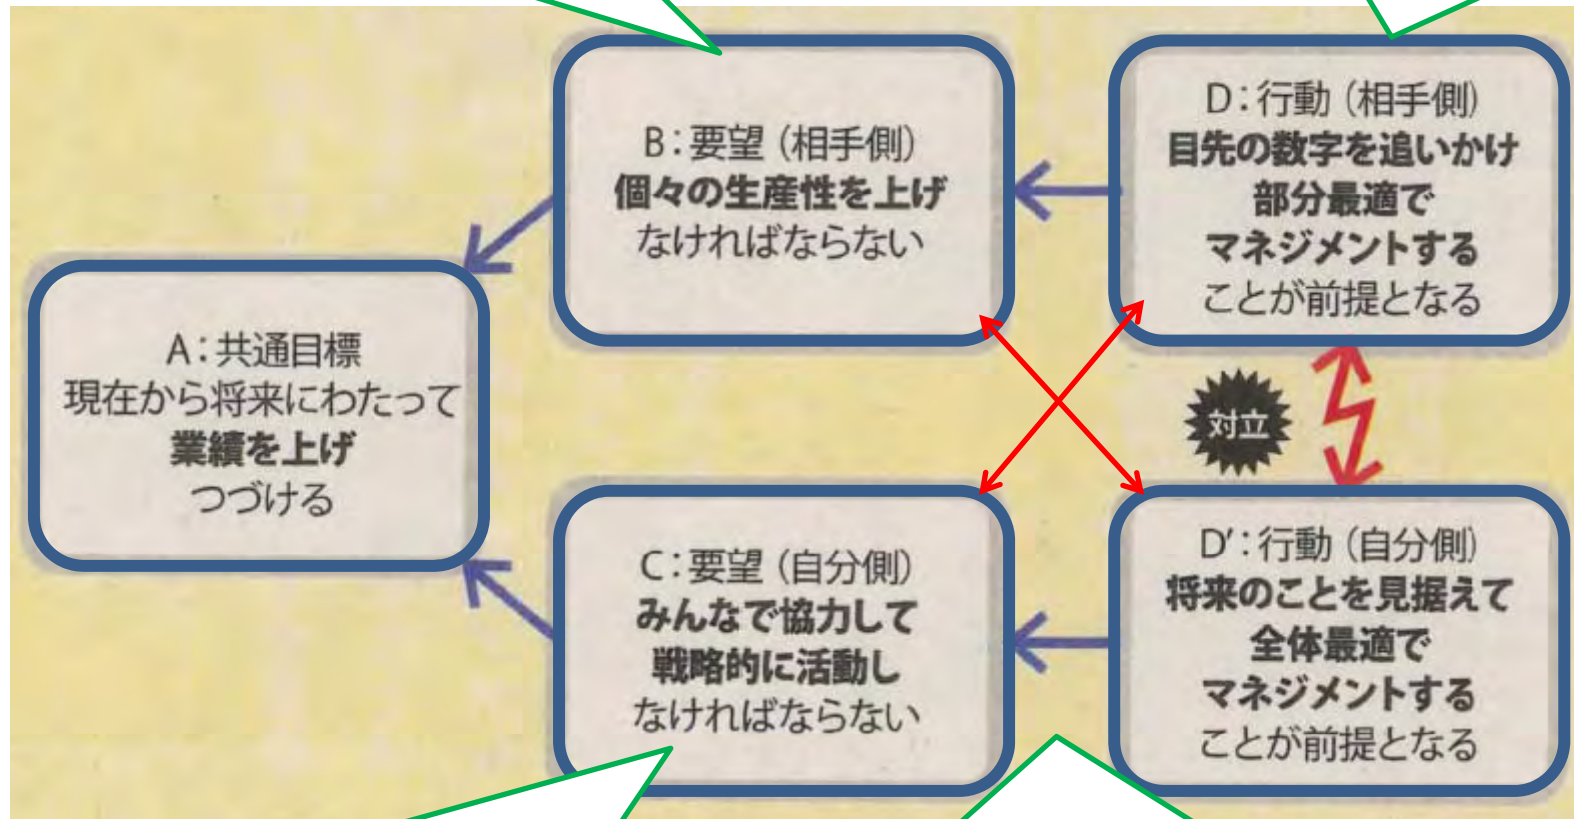 B：要望（相手側）
個々の生産性を上げ
なければならない
D：行動（相手側）
目先の数字を追いかけ
部分最適で
マネジメントする
ことが前提となる
A：共通目標
現在から将来にわたって
業績を上げ
つづける
対立
C：要望（自分側）
みんなで協力して
戦略的に活動し
なければならない
D′：行動（自分側）
将来のことを見据えて
全体最適で
マネジメントする
ことが前提となる